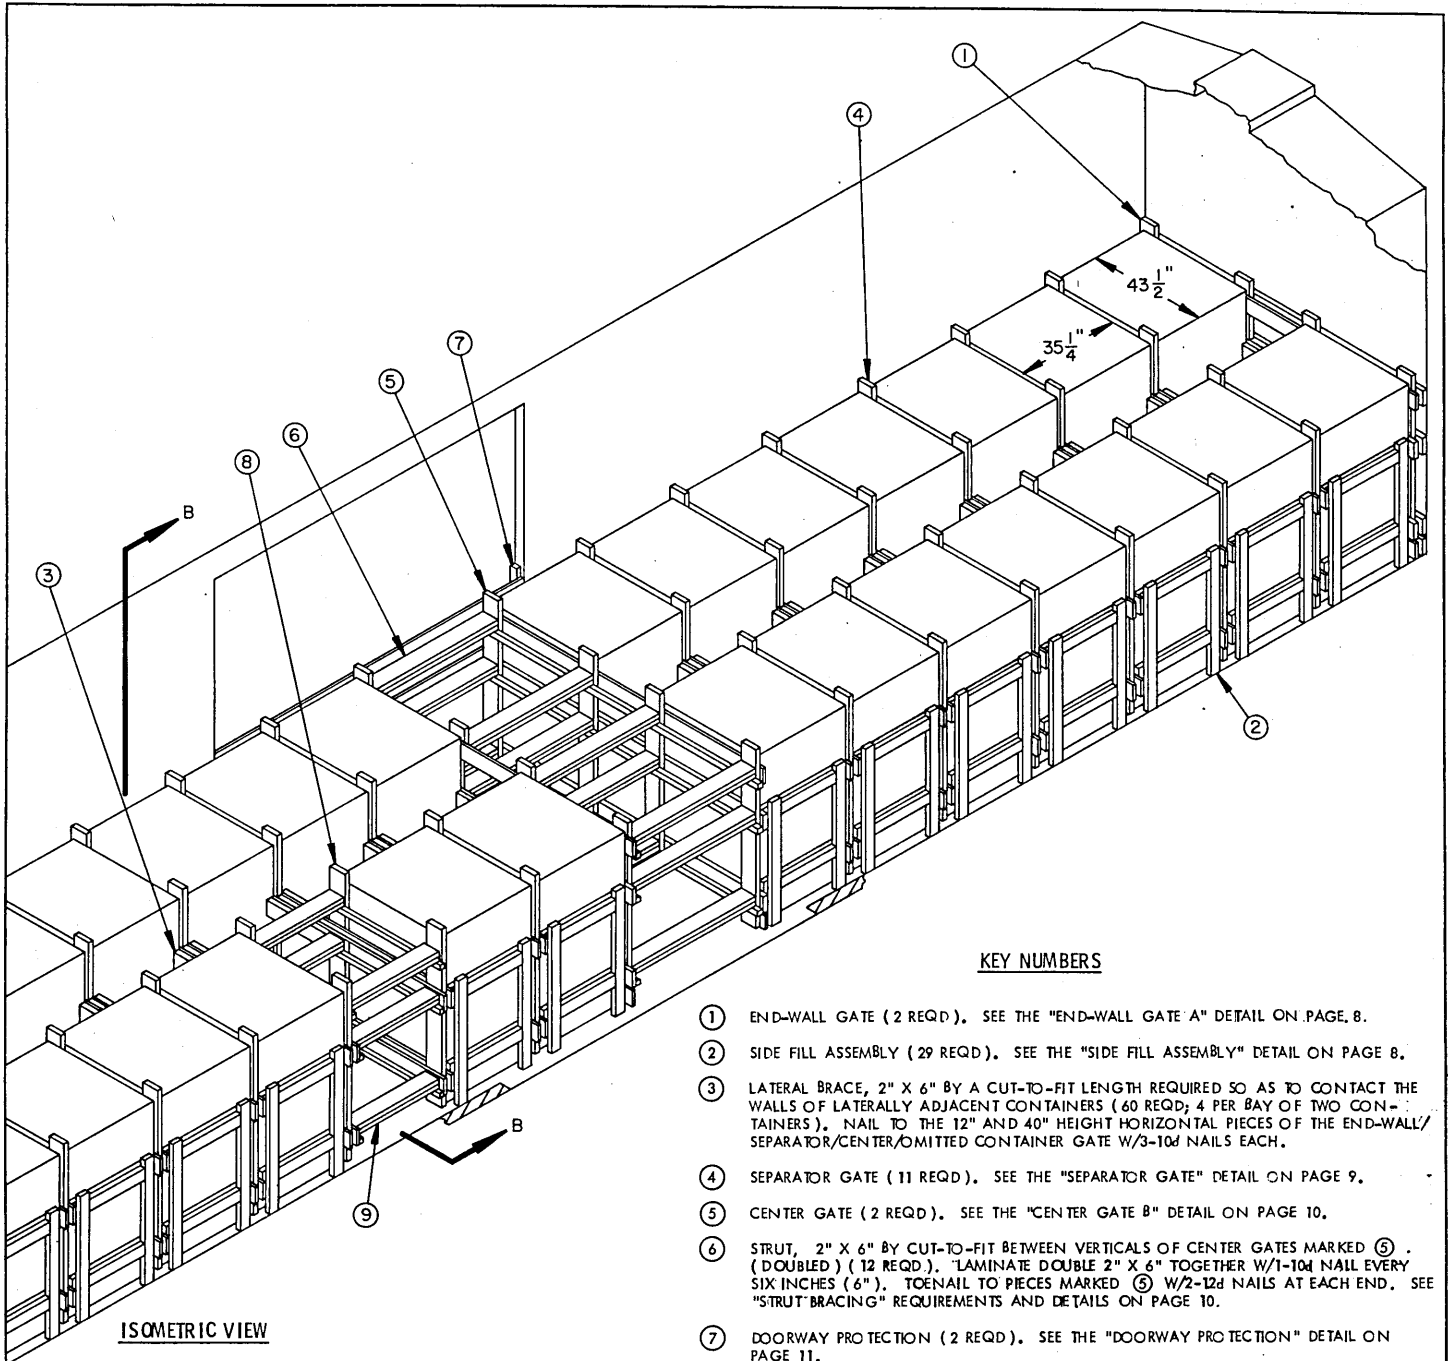 ①
④
43 1/2"
35 1/4"
⑦
⑤
⑥
⑧
B
③
②
B
⑨
ISOMETRIC VIEW
KEY NUMBERS
① END-WALL GATE (2 REQD). SEE THE "END-WALL GATE A" DETAIL ON PAGE 8.
② SIDE FILL ASSEMBLY (29 REQD). SEE THE "SIDE FILL ASSEMBLY" DETAIL ON PAGE 8.
③ LATERAL BRACE, 2" X 6" BY A CUT-TO-FIT LENGTH REQUIRED SO AS TO CONTACT THE
WALLS OF LATERALLY ADJACENT CONTAINERS (60 REQD; 4 PER BAY OF TWO CON-
TAINERS). NAIL TO THE 12" AND 40" HEIGHT HORIZONTAL PIECES OF THE END-WALL/
SEPARATOR/CENTER/OMITTED CONTAINER GATE W/3-10d NAILS EACH.
④ SEPARATOR GATE (11 REQD). SEE THE "SEPARATOR GATE" DETAIL ON PAGE 9.
⑤ CENTER GATE (2 REQD). SEE THE "CENTER GATE B" DETAIL ON PAGE 10.
⑥ STRUT, 2" X 6" BY CUT-TO-FIT BETWEEN VERTICALS OF CENTER GATES MARKED ⑤.
(DOUBLED) (12 REQD.). LAMINATE DOUBLE 2" X 6" TOGETHER W/1-10d NAIL EVERY
SIX INCHES (6"). TOENAIL TO PIECES MARKED ⑤ W/2-12d NAILS AT EACH END. SEE
"STRUT BRACING" REQUIREMENTS AND DETAILS ON PAGE 10.
⑦ DOORWAY PROTECTION (2 REQD). SEE THE "DOORWAY PROTECTION" DETAIL ON
PAGE 11.